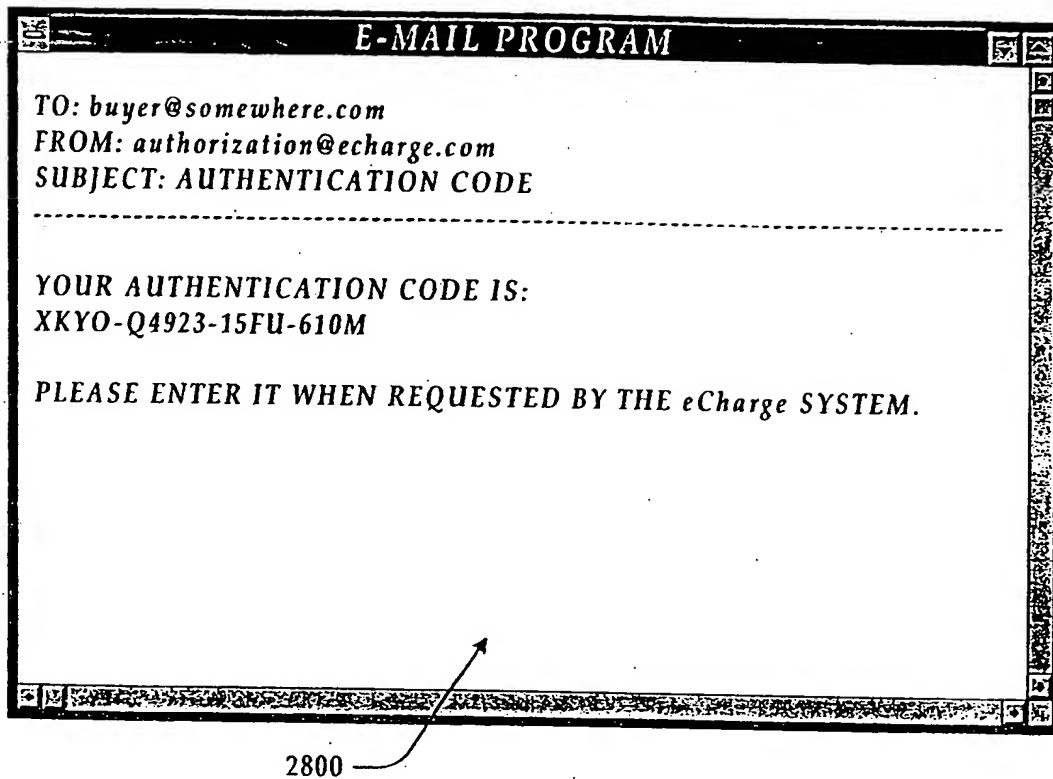 E-MAIL PROGRAM
TO: buyer@somewhere.com
FROM: authorization@echarge.com
SUBJECT: AUTHENTICATION CODE
YOUR AUTHENTICATION CODE IS:
XKYO-Q4923-15FU-610M
PLEASE ENTER IT WHEN REQUESTED BY THE eCharge SYSTEM.
2800